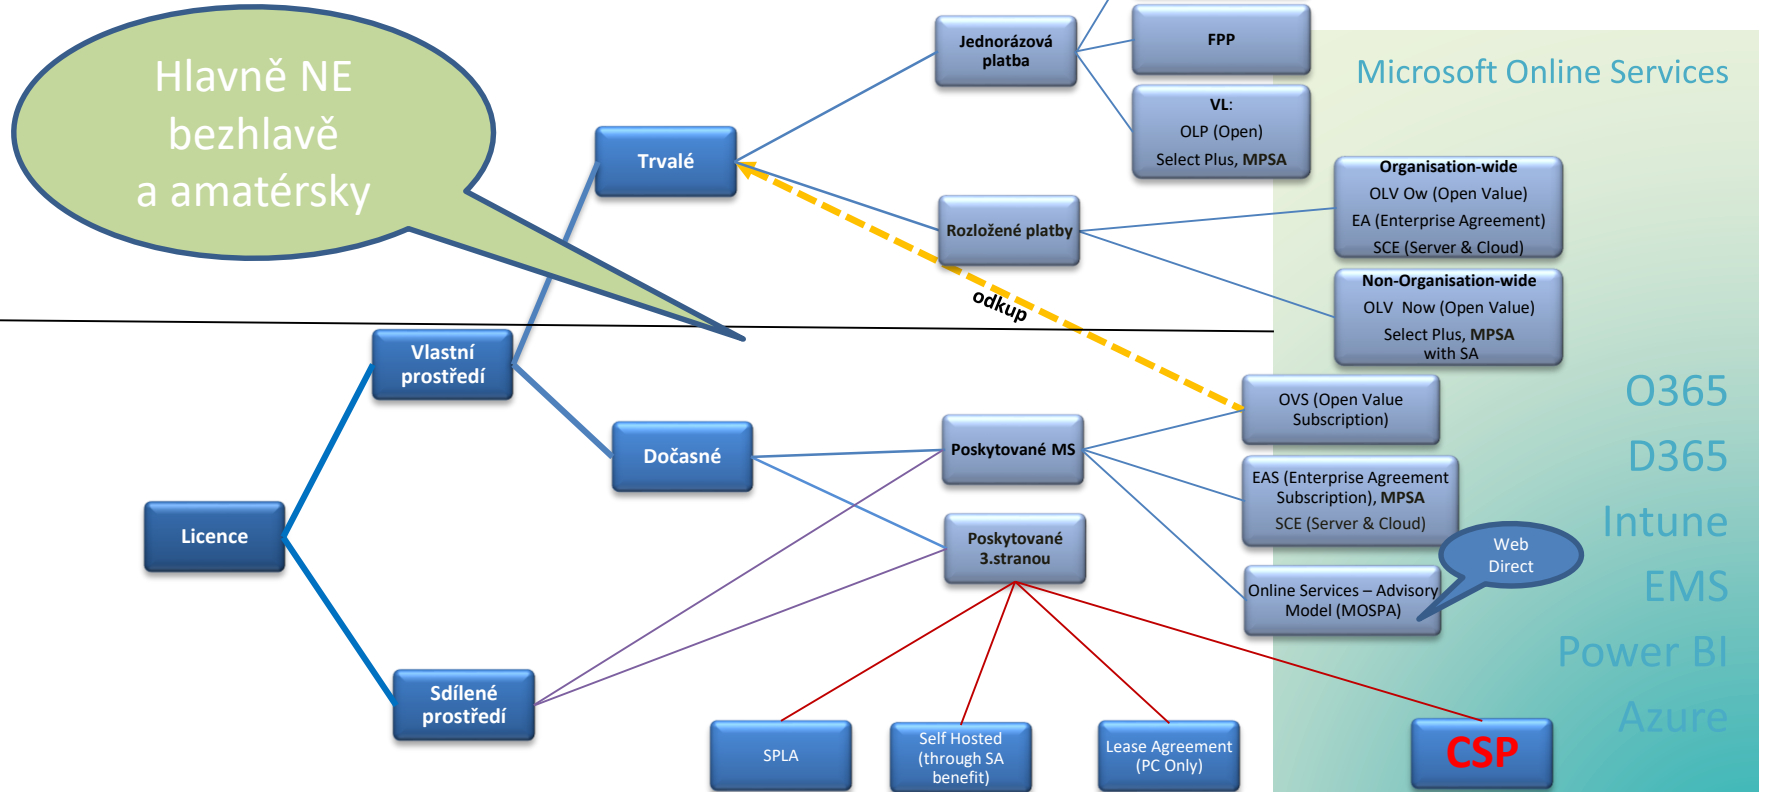 Hlavně NE
bezhlavě
a amatérsky
Jednorázová
platba
FPP
VL:
OLP (Open)
Select Plus, MPSA
Microsoft Online Services
Trvalé
Rozložené platby
Organisation-wide
OLV Ow (Open Value)
EA (Enterprise Agreement)
SCE (Server & Cloud)
Non-Organisation-wide
OLV Now (Open Value)
Select Plus, MPSA
with SA
odkup
Vlastní
prostředí
Dočasné
Poskytované MS
OVS (Open Value
Subscription)
EAS (Enterprise Agreement
Subscription), MPSA
SCE (Server & Cloud)
Licence
Poskytované
3.stranou
Web
Direct
Online Services – Advisory
Model (MOSPA)
O365
D365
Intune
EMS
Power BI
Azure
Sdílené
prostředí
SPLA
Self Hosted
(through SA
benefit)
Lease Agreement
(PC Only)
CSP